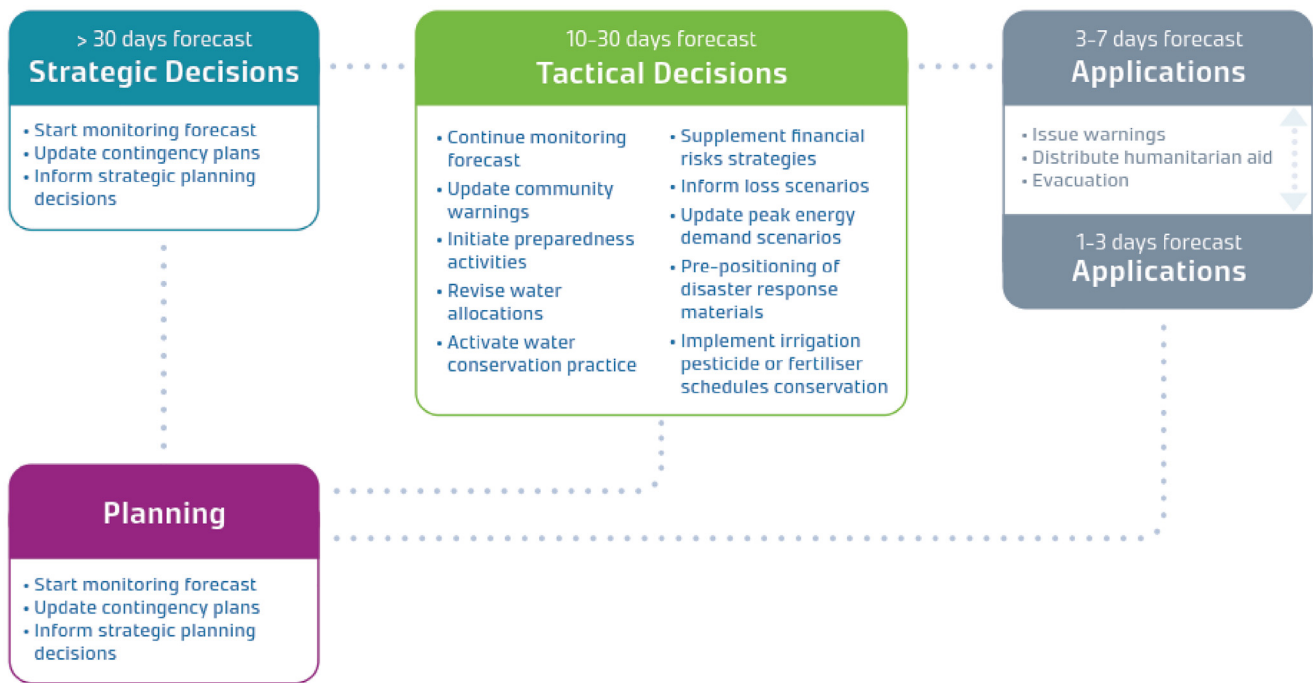 > 30 days forecast
Strategic Decisions
• Start monitoring forecast
• Update contingency plans
• Inform strategic planning
decisions
10-30 days forecast
Tactical Decisions
• Continue monitoring
forecast
• Update community
warnings
• Initiate preparedness
activities
• Revise water
allocations
• Activate water
conservation practice
• Supplement financial
risks strategies
• Inform loss scenarios
• Update peak energy
demand scenarios
• Pre-positioning of
disaster response
materials
• Implement irrigation
pesticide or fertiliser
schedules conservation
3-7 days forecast
Applications
• Issue warnings
• Distribute humanitarian aid
• Evacuation
1-3 days forecast
Applications
Planning
• Start monitoring forecast
• Update contingency plans
• Inform strategic planning
decisions